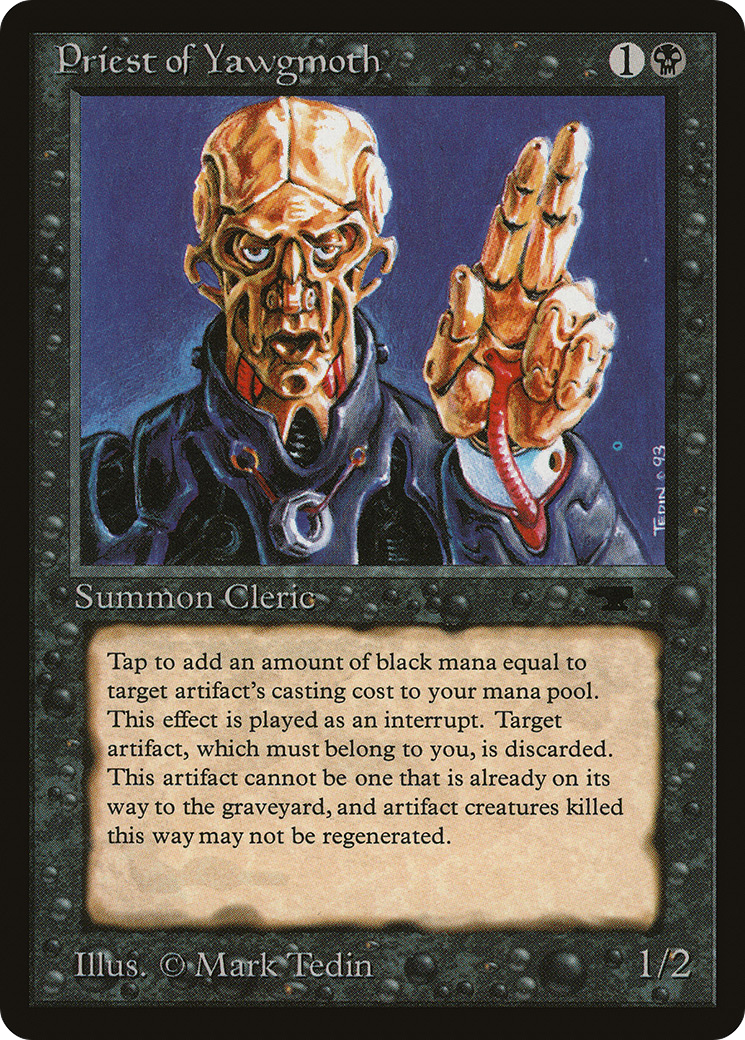 Priest of Yawgmoth 1
TEDIN © 93
Summon Cleric
Tap to add an amount of black mana equal to
target artifact's casting cost to your mana pool.
This effect is played as an interrupt. Target
artifact, which must belong to you, is discarded.
This artifact cannot be one that is already on its
way to the graveyard, and artifact creatures killed
this way may not be regenerated.
Illus. © Mark Tedin 1/2